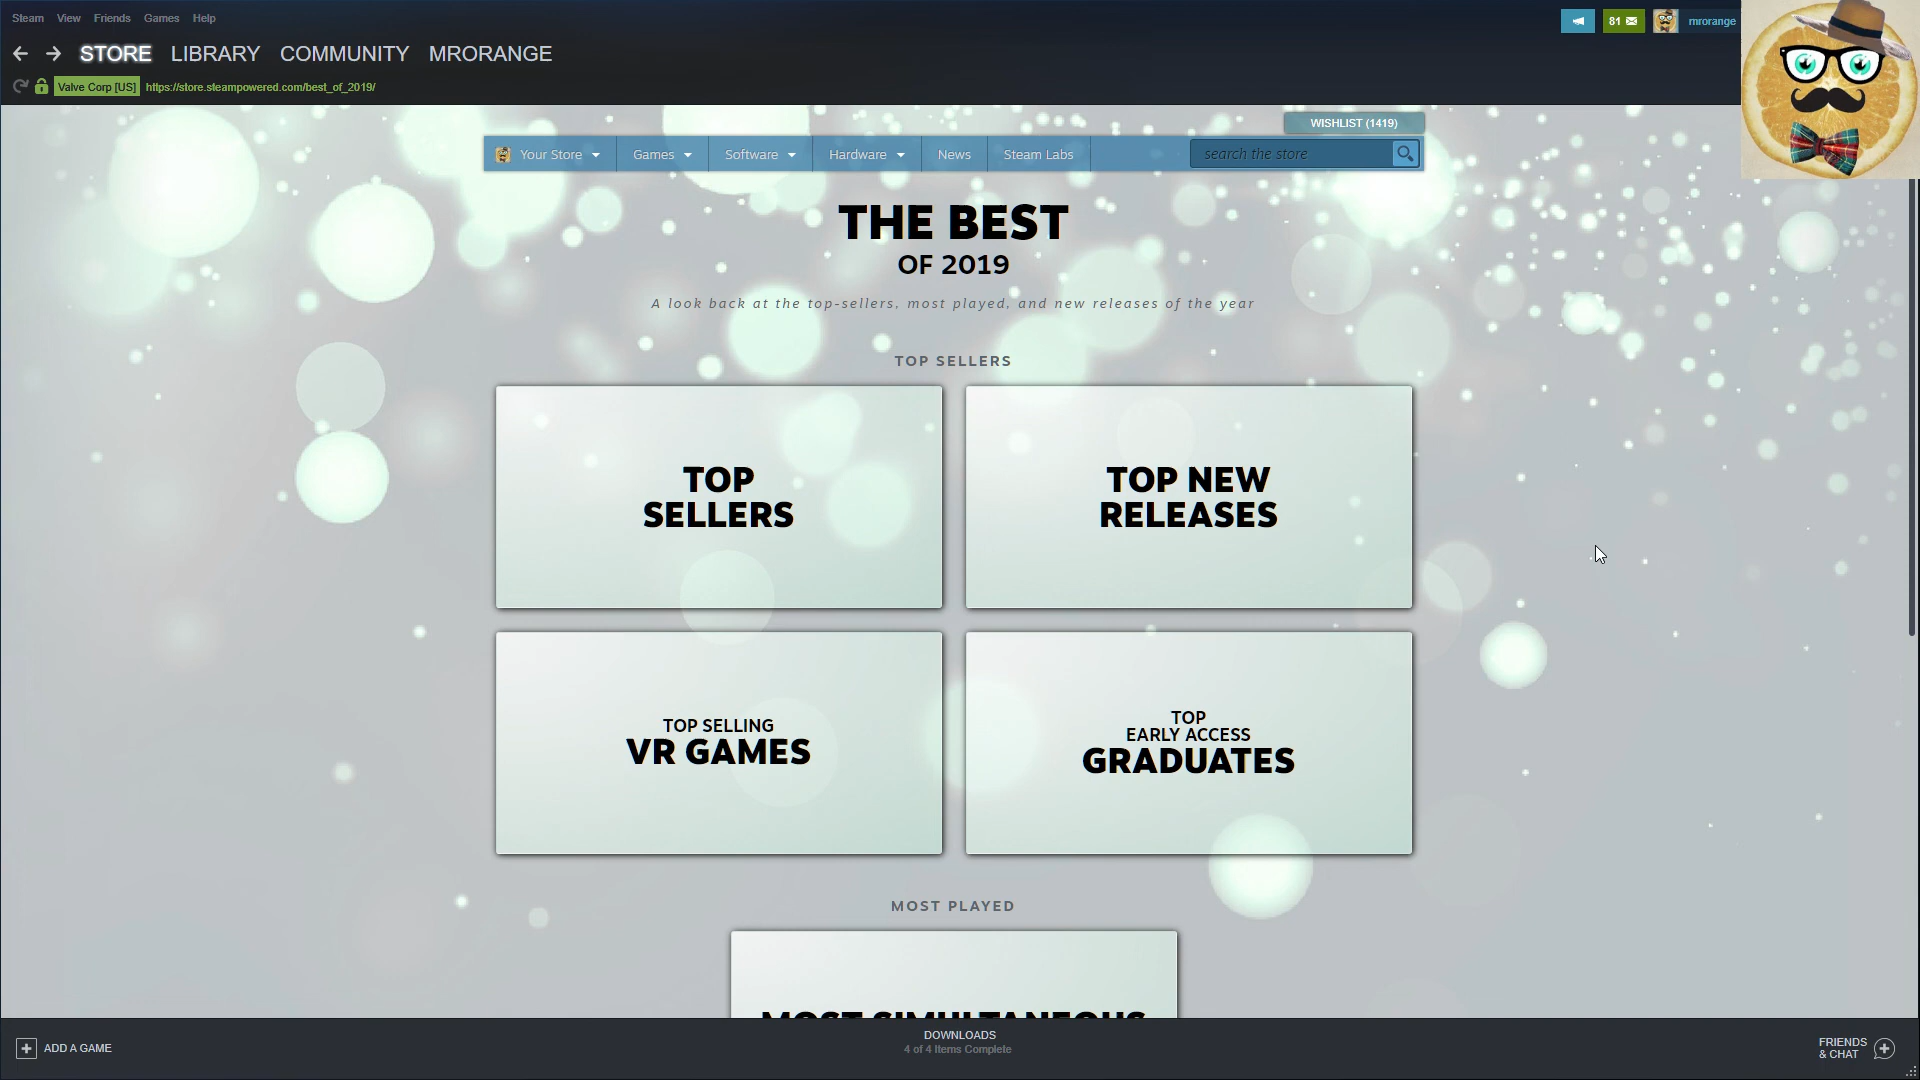 Steam View Friends Games Help
81
mrorange
STORE LIBRARY COMMUNITY MRORANGE
Valve Corp [US] https://store.steampowered.com/best_of_2019/
WISHLIST (1419)
Your Store Games Software Hardware News Steam Labs search the store
THE BEST
OF 2019
A look back at the top-sellers, most played, and new releases of the year
TOP SELLERS
TOP
SELLERS
TOP NEW
RELEASES
TOP SELLING
VR GAMES
TOP
EARLY ACCESS
GRADUATES
MOST PLAYED
MOST SIMULTANEOUS
ADD A GAME
DOWNLOADS
4 of 4 Items Complete
FRIENDS
& CHAT